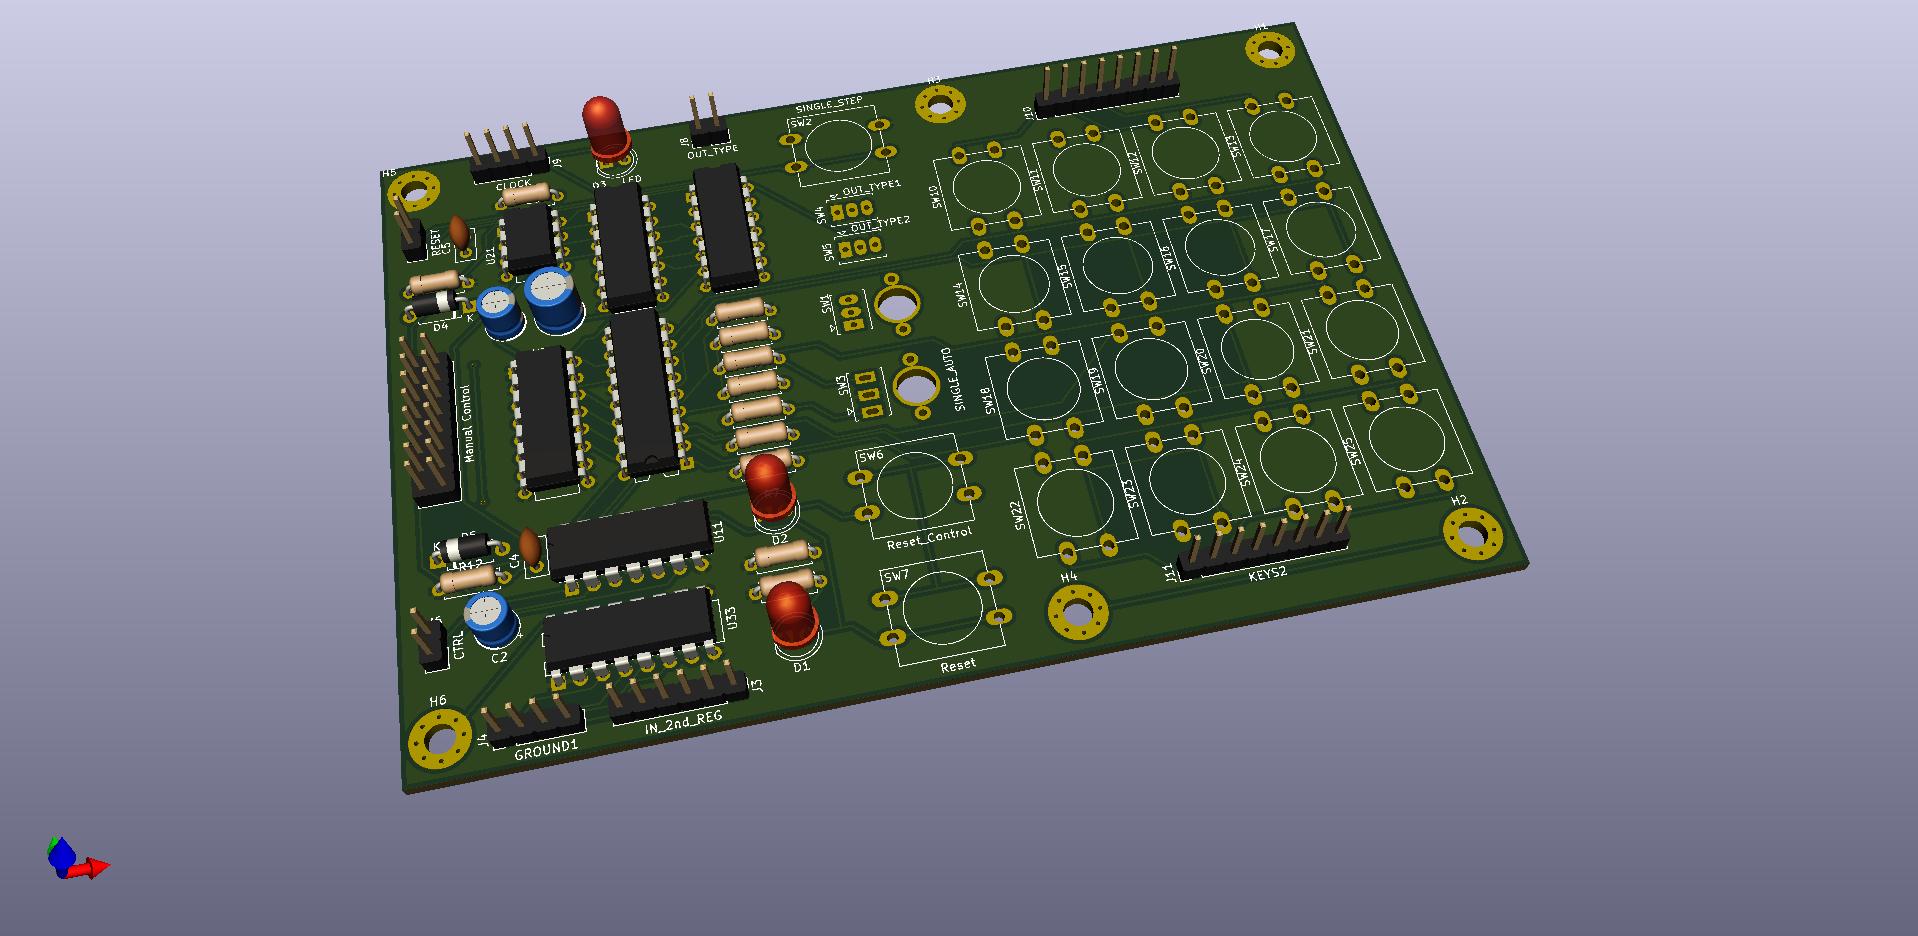 H1
H3
SINGLE_STEP
SW2
J8
OUT_TYPE
J9
CLOCK
H5
D3
LED
RESET
C5
U21
OUT_TYPE1
SW4
OUT_TYPE2
SW5
SW10
SW11
SW12
SW13
SW14
SW15
SW16
SW17
SW1
D4
K
SW3
SINGLE_AUTO
SW18
SW19
SW20
SW21
Manual Control
SW6
Reset_Control
SW22
SW23
SW24
SW25
H2
U11
D2
K
R12
C4
J11
KEYS2
H4
SW7
Reset
U33
D1
CTRL
C2
H6
J3
IN_2nd_REG
J4
GROUND1